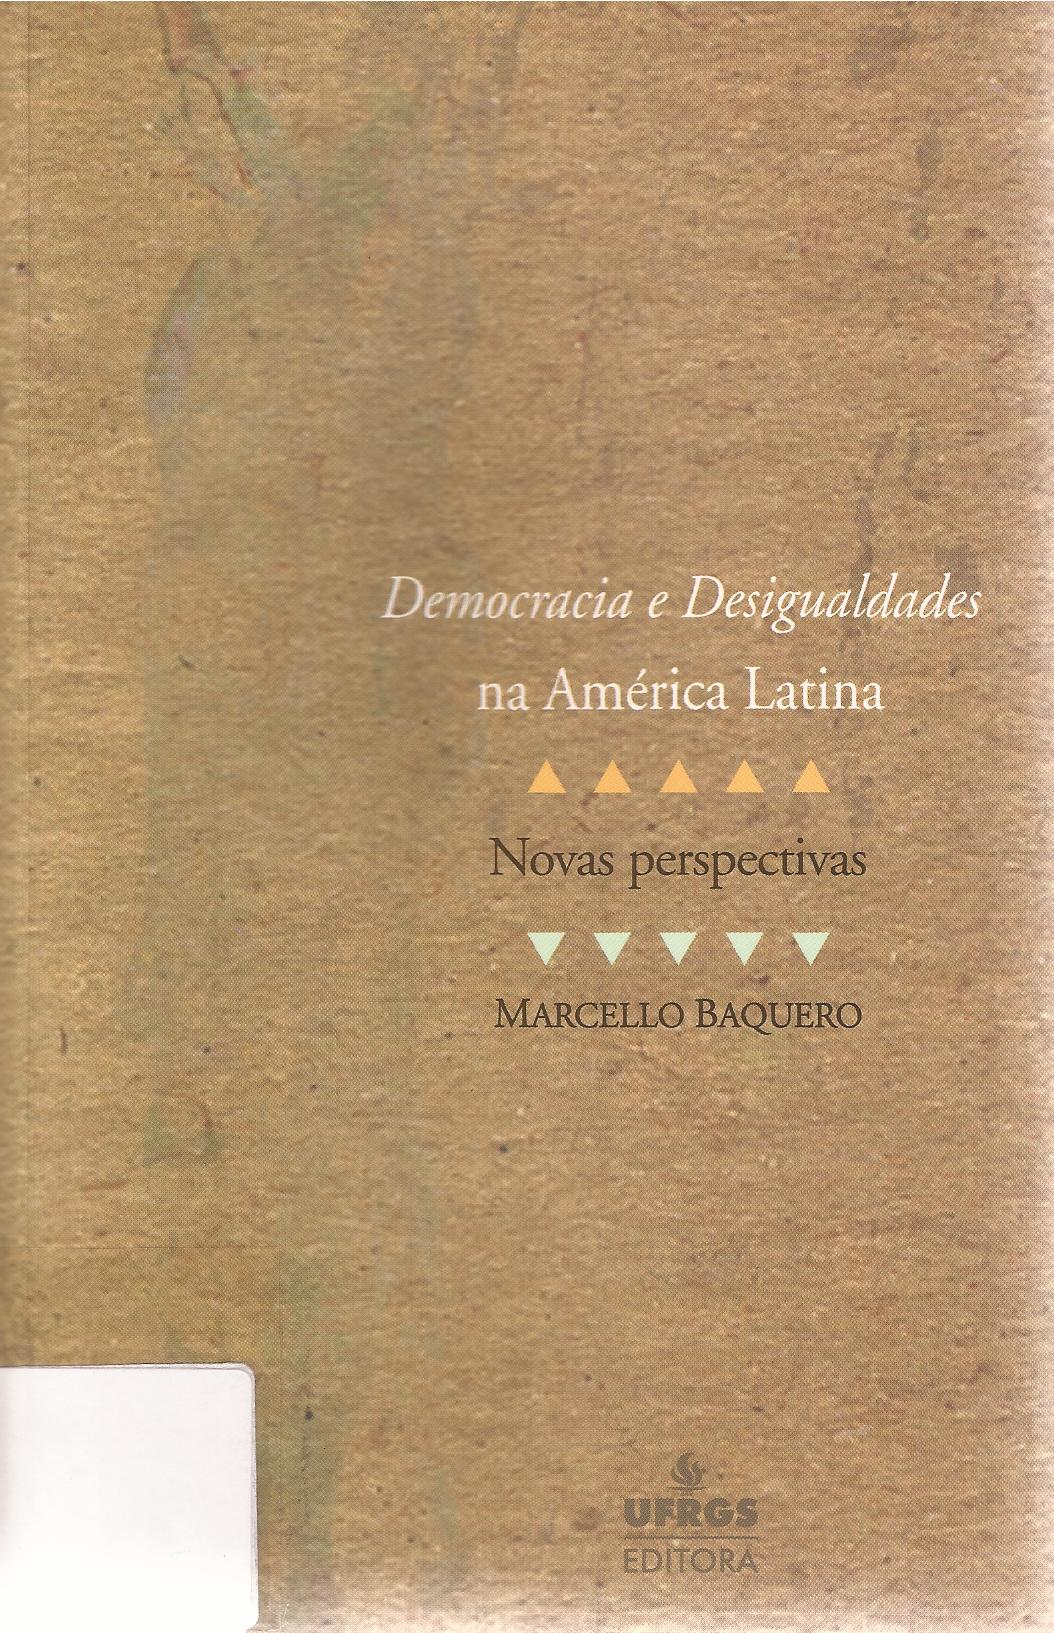 Democracia e Desigualdades
na América Latina
Novas perspectivas
MARCELLO BAQUERO
UFRGS
EDITORA